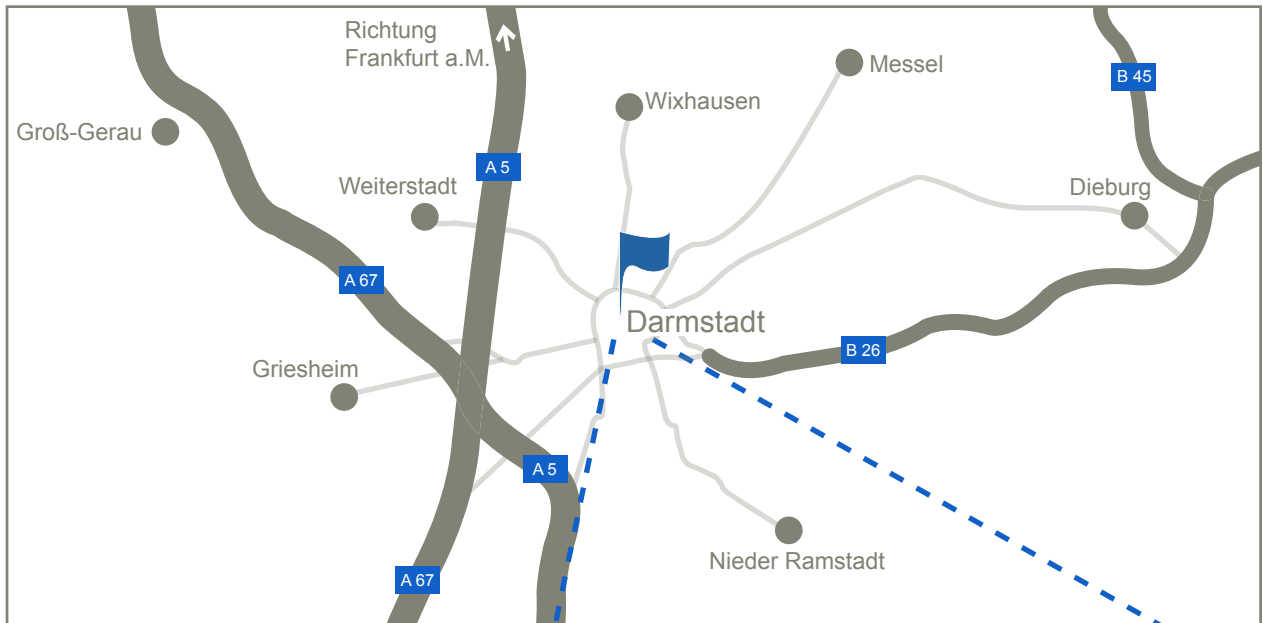 Richtung
Frankfurt a.M.
Messel
B 45
Wixhausen
Groß-Gerau
A 5
Weiterstadt
Dieburg
A 67
Darmstadt
B 26
Griesheim
A 5
Nieder Ramstadt
A 67